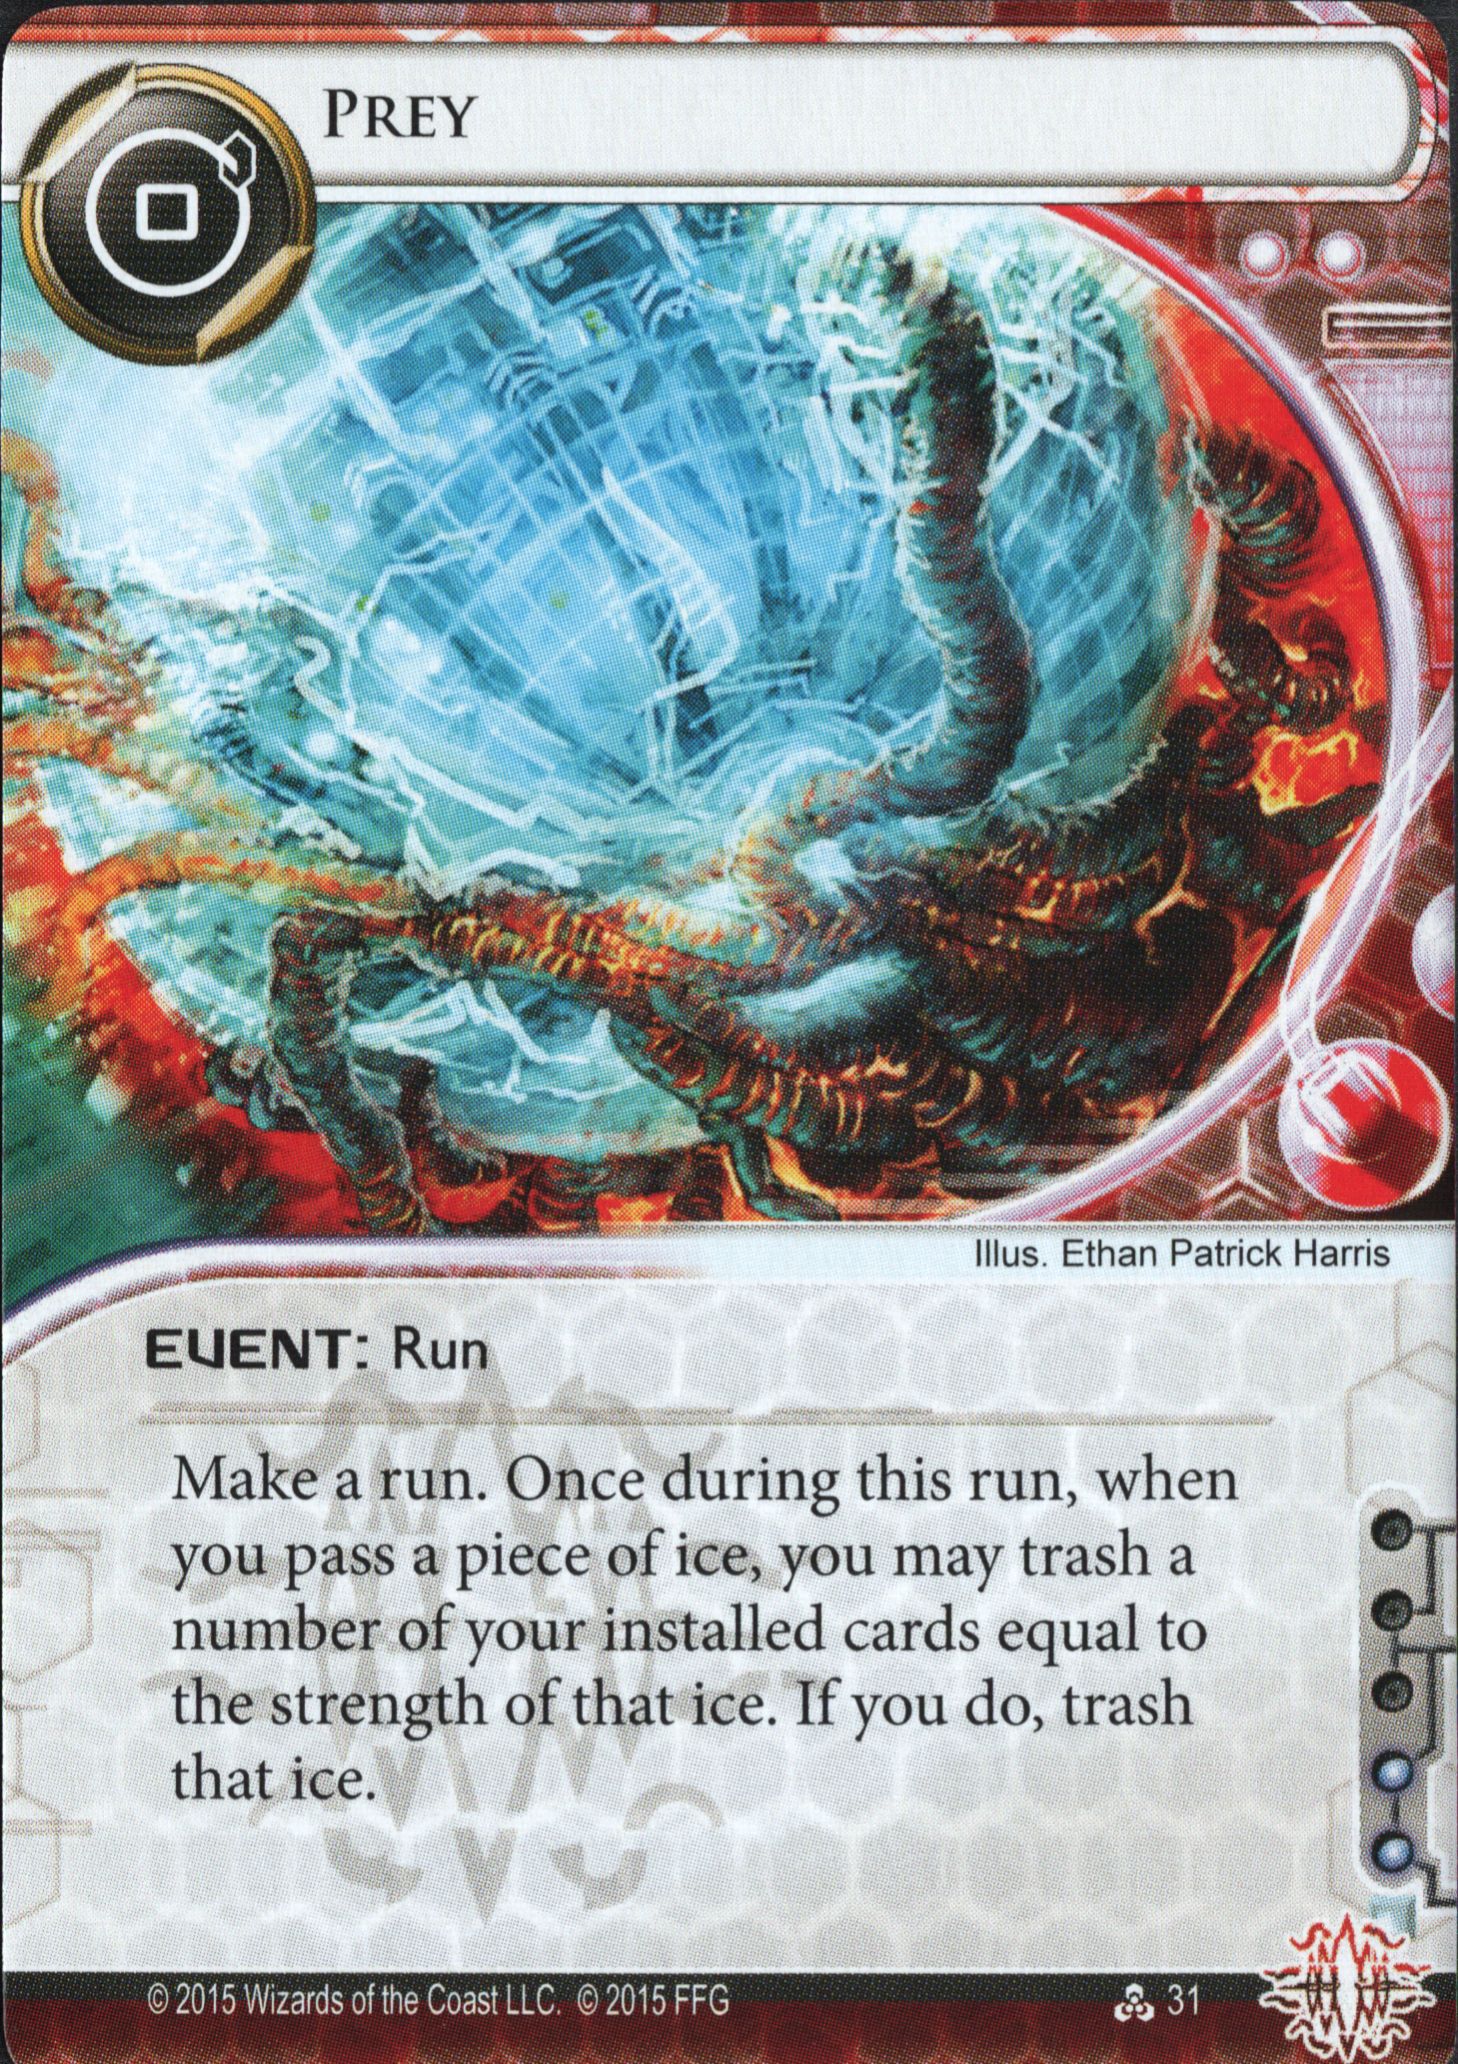 0
PREY
Illus. Ethan Patrick Harris
EVENT: Run
Make a run. Once during this run, when
you pass a piece of ice, you may trash a
number of your installed cards equal to
the strength of that ice. If you do, trash
that ice.
© 2015 Wizards of the Coast LLC. © 2015 FFG
31